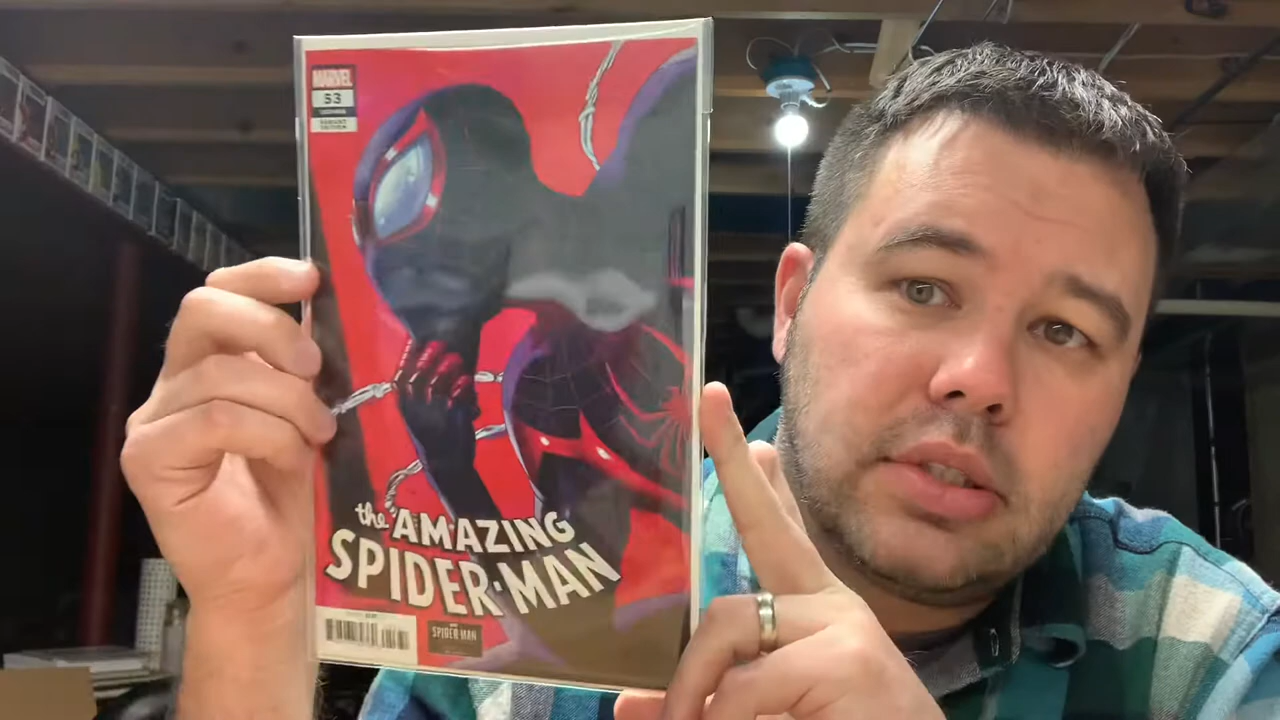 MARVEL
53
VARIANT
EDITION
the AMAZING
SPIDER-MAN
SPIDER-MAN